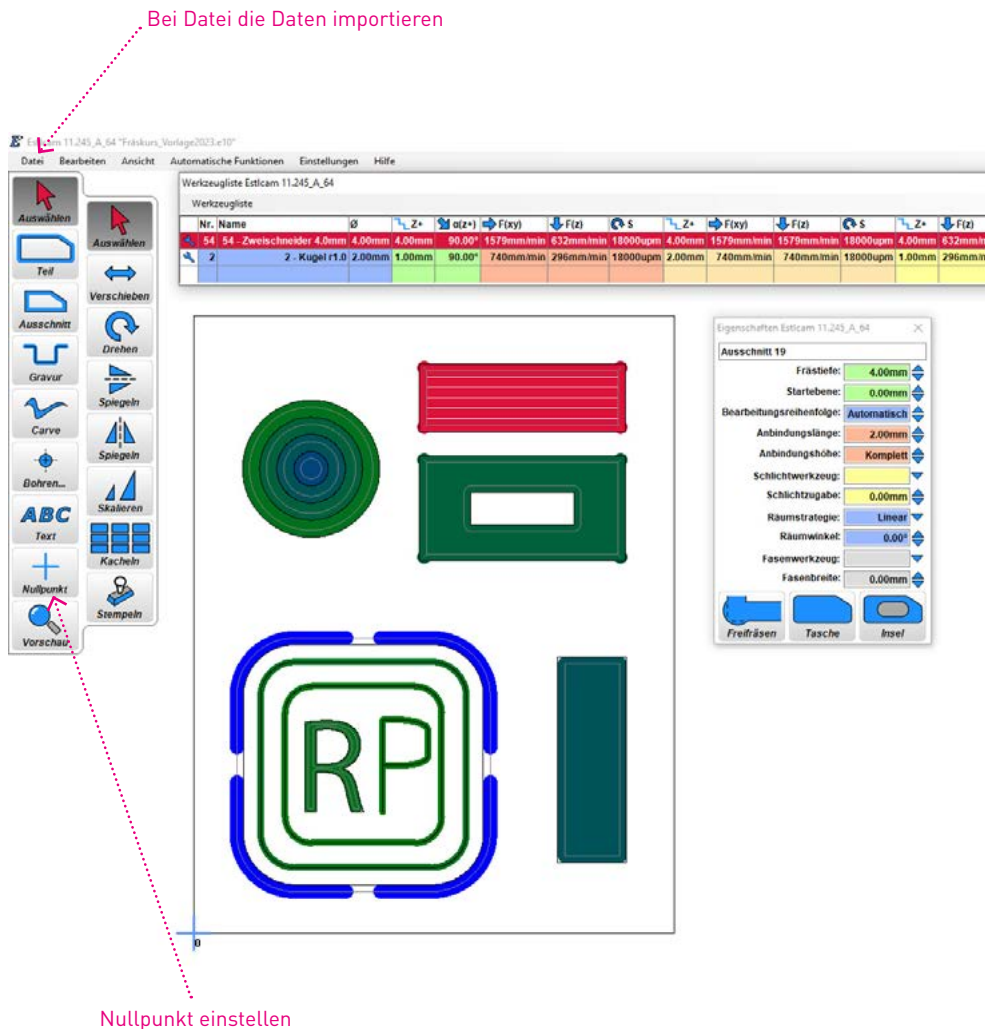 Bei Datei die Daten importieren
Estlcam 11.245_A_64 "Fräskurs_Vorlage2023.e10"
Datei Bearbeiten Ansicht Automatische Funktionen Einstellungen Hilfe
Werkzeugliste Estlcam 11.245_A_64
Werkzeugliste
Nr. Name Ø Z+ α(z+) F(xy) F(z) S Z+ F(xy) F(z) S Z+ F(z)
54 54 - Zweischneider 4.0mm 4.00mm 4.00mm 90.00° 1579mm/min 632mm/min 18000upm 4.00mm 1579mm/min 1579mm/min 18000upm 4.00mm 632mm/m
2 2 - Kugel r1.0 2.00mm 1.00mm 90.00° 740mm/min 296mm/min 18000upm 2.00mm 740mm/min 740mm/min 18000upm 1.00mm 296mm/m
Auswählen
Teil
Ausschnitt
Gravur
Carve
Bohren...
ABC
Text
Nullpunkt
Vorschau
Auswählen
Verschieben
Drehen
Spiegeln
Spiegeln
Skalieren
Kacheln
Stempeln
Eigenschaften Estlcam 11.245_A_64
Ausschnitt 19
Frästiefe: 4.00mm
Startebene: 0.00mm
Bearbeitungsreihenfolge: Automatisch
Anbindungslänge: 2.00mm
Anbindungshöhe: Komplett
Schlichtwerkzeug:
Schlichtzugabe: 0.00mm
Räumstrategie: Linear
Räumwinkel: 0.00°
Fasenwerkzeug:
Fasenbreite: 0.00mm
Freifräsen Tasche Insel
RP
0
Nullpunkt einstellen